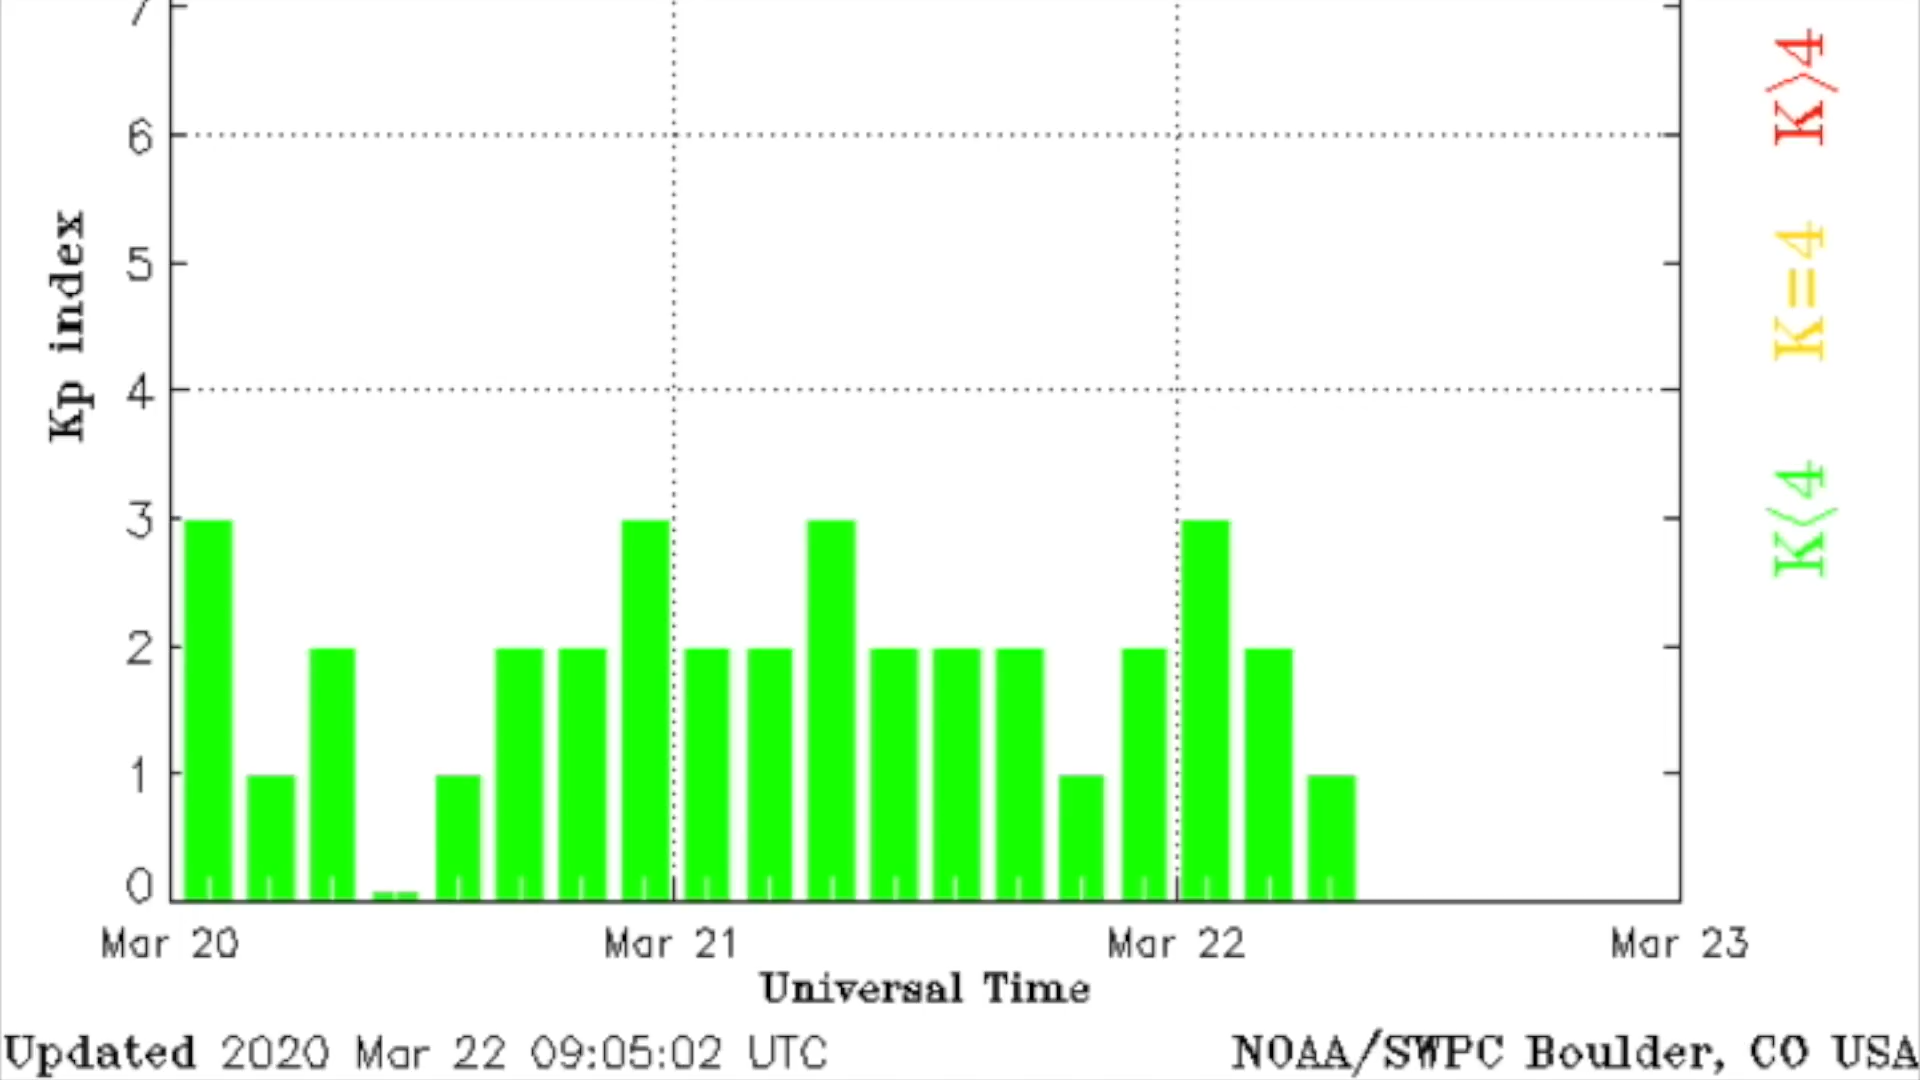 7
6
5
4
3
2
1
0
Kp index
K>4
K=4
K<4
Mar 20 Mar 21 Mar 22 Mar 23
Universal Time
Updated 2020 Mar 22 09:05:02 UTC NOAA/SWPC Boulder, CO USA